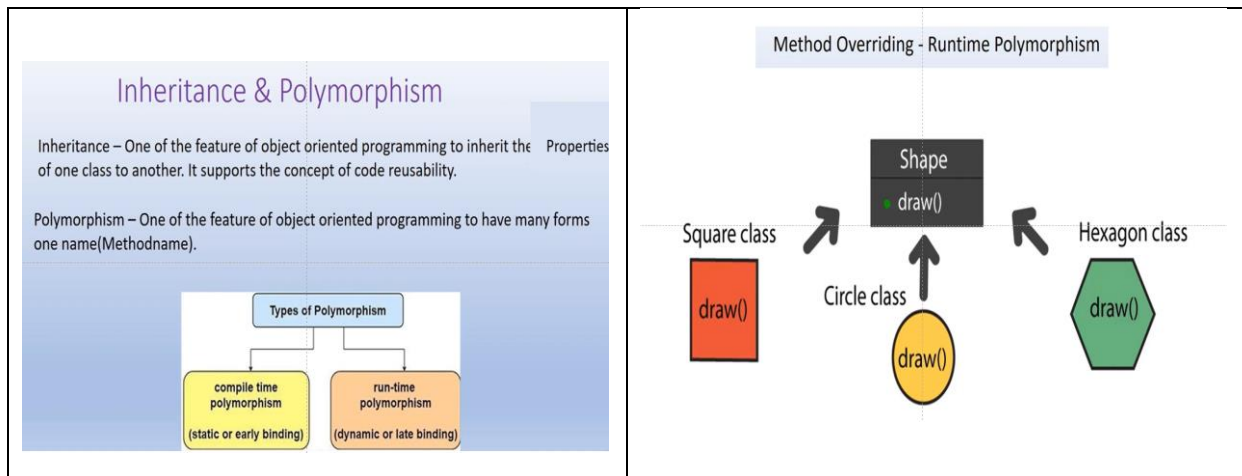 Inheritance & Polymorphism
Inheritance – One of the feature of object oriented programming to inherit the Properties
of one class to another. It supports the concept of code reusability.
Polymorphism – One of the feature of object oriented programming to have many forms
one name(Methodname).
Types of Polymorphism
compile time
polymorphism
(static or early binding)
run-time
polymorphism
(dynamic or late binding)
Method Overriding - Runtime Polymorphism
Shape
draw()
Square class
draw()
Circle class
draw()
Hexagon class
draw()